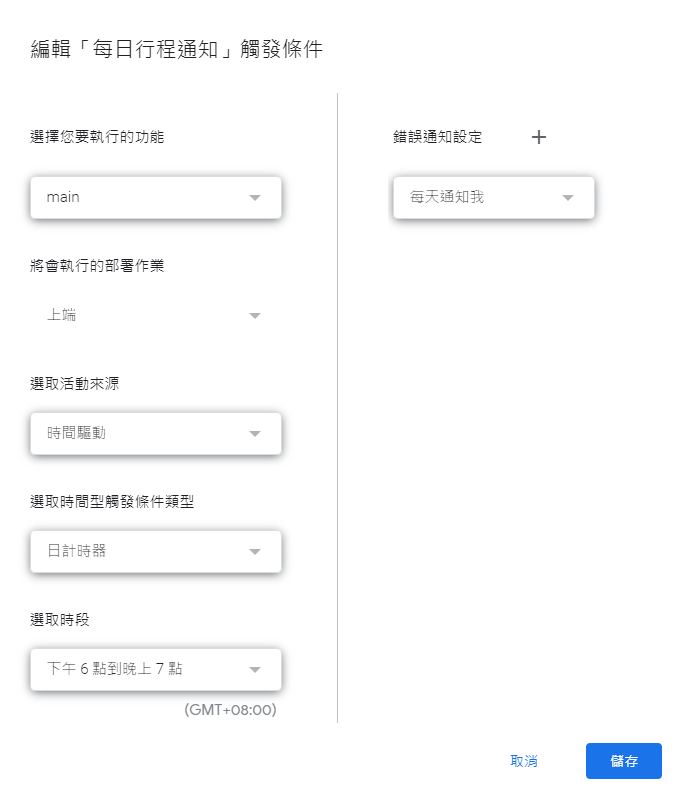 編輯「每日行程通知」觸發條件
選擇您要執行的功能
main
將會執行的部署作業
上端
選取活動來源
時間驅動
選取時間型觸發條件類型
日計時器
選取時段
下午 6 點到晚上 7 點
(GMT+08:00)
錯誤通知設定
每天通知我
取消
儲存